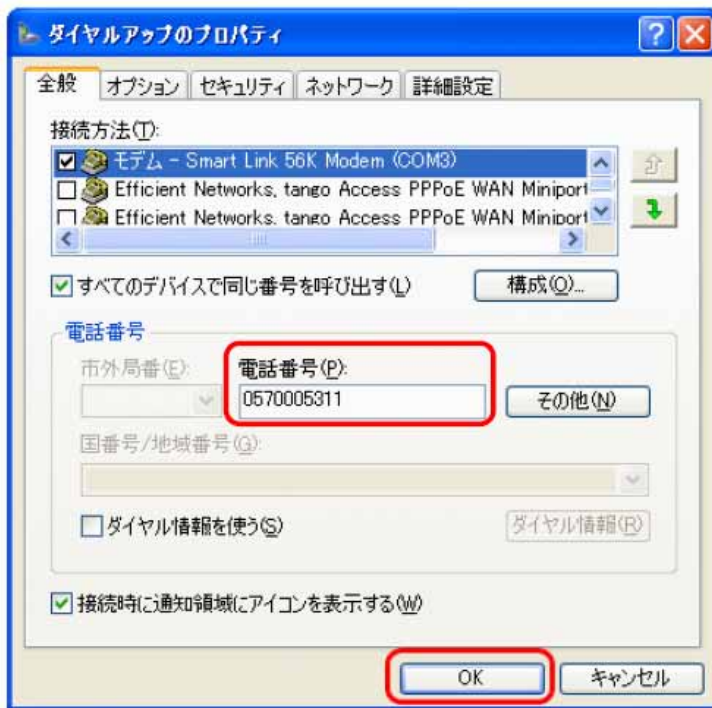 ダイヤルアップのプロパティ
全般 オプション セキュリティ ネットワーク 詳細設定
接続方法(T):
モデム - Smart Link 56K Modem (COM3)
Efficient Networks, tango Access PPPoE WAN Miniport
Efficient Networks, tango Access PPPoE WAN Miniport
すべてのデバイスで同じ番号を呼び出す(L) 構成(O)...
電話番号
市外局番(E): 電話番号(P):
0570005311 その他(N)
国番号/地域番号(G):
ダイヤル情報を使う(S) ダイヤル情報(R)
接続時に通知領域にアイコンを表示する(W)
OK キャンセル